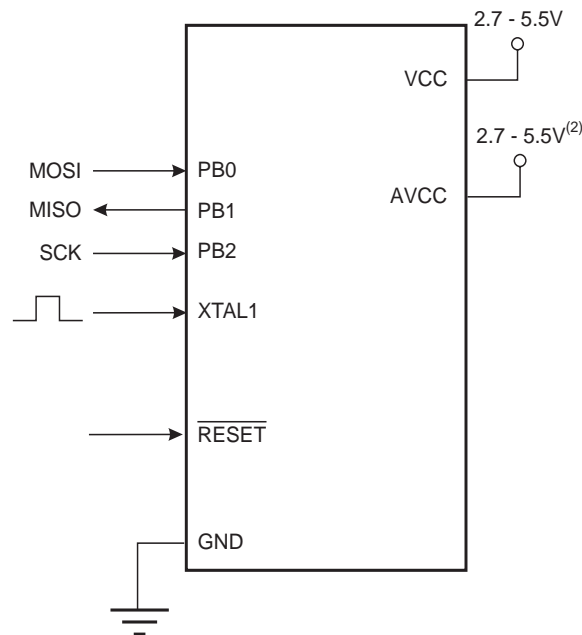 2.7 - 5.5V
VCC
2.7 - 5.5V(2)
AVCC
MOSI
PB0
MISO
PB1
SCK
PB2
XTAL1
RESET
GND